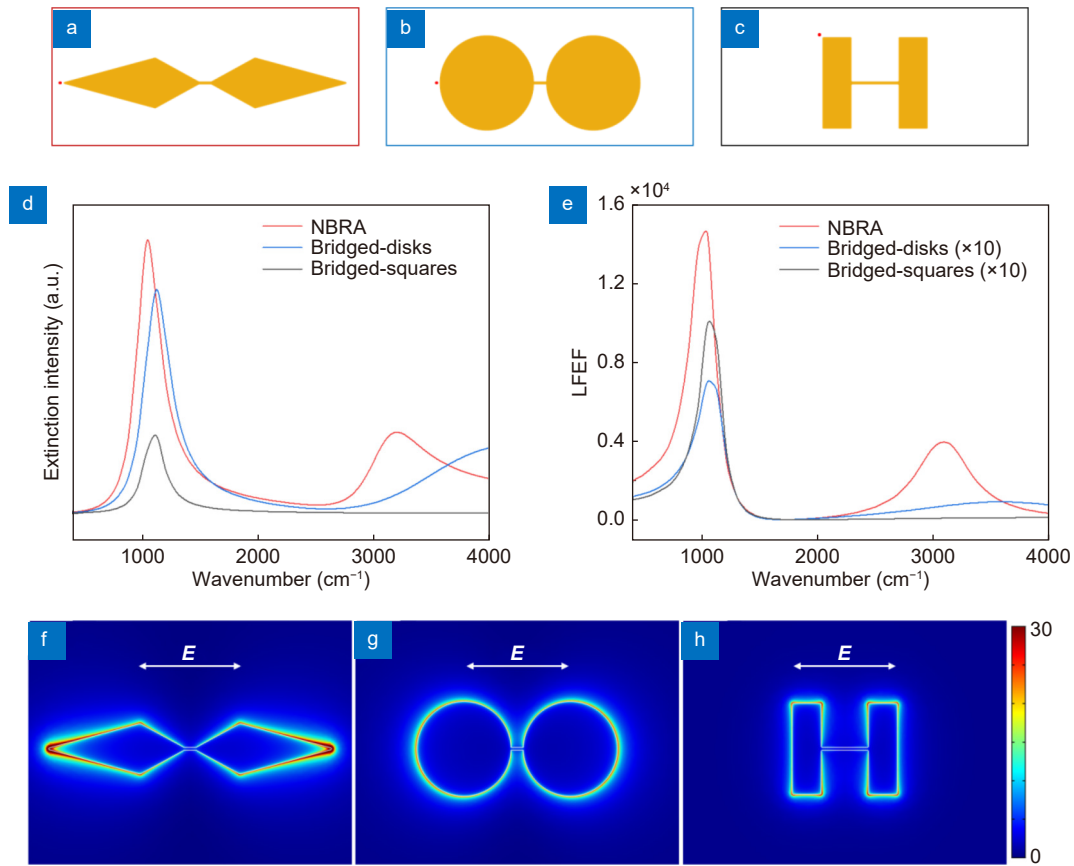 a
b
c
d
Extinction intensity (a.u.)
NBRA
Bridged-disks
Bridged-squares
1000
2000
3000
4000
Wavenumber (cm⁻¹)
e
×10⁴
1.6
1.2
0.8
0.4
0.0
LFEF
NBRA
Bridged-disks (×10)
Bridged-squares (×10)
1000
2000
3000
4000
Wavenumber (cm⁻¹)
f
E
g
E
h
E
30
0